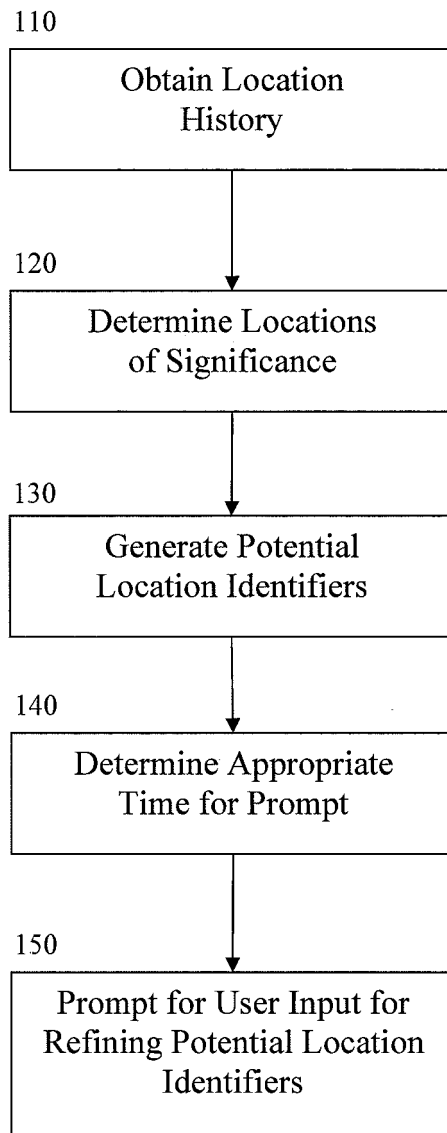 110
Obtain Location
History
120
Determine Locations
of Significance
130
Generate Potential
Location Identifiers
140
Determine Appropriate
Time for Prompt
150
Prompt for User Input for
Refining Potential Location
Identifiers